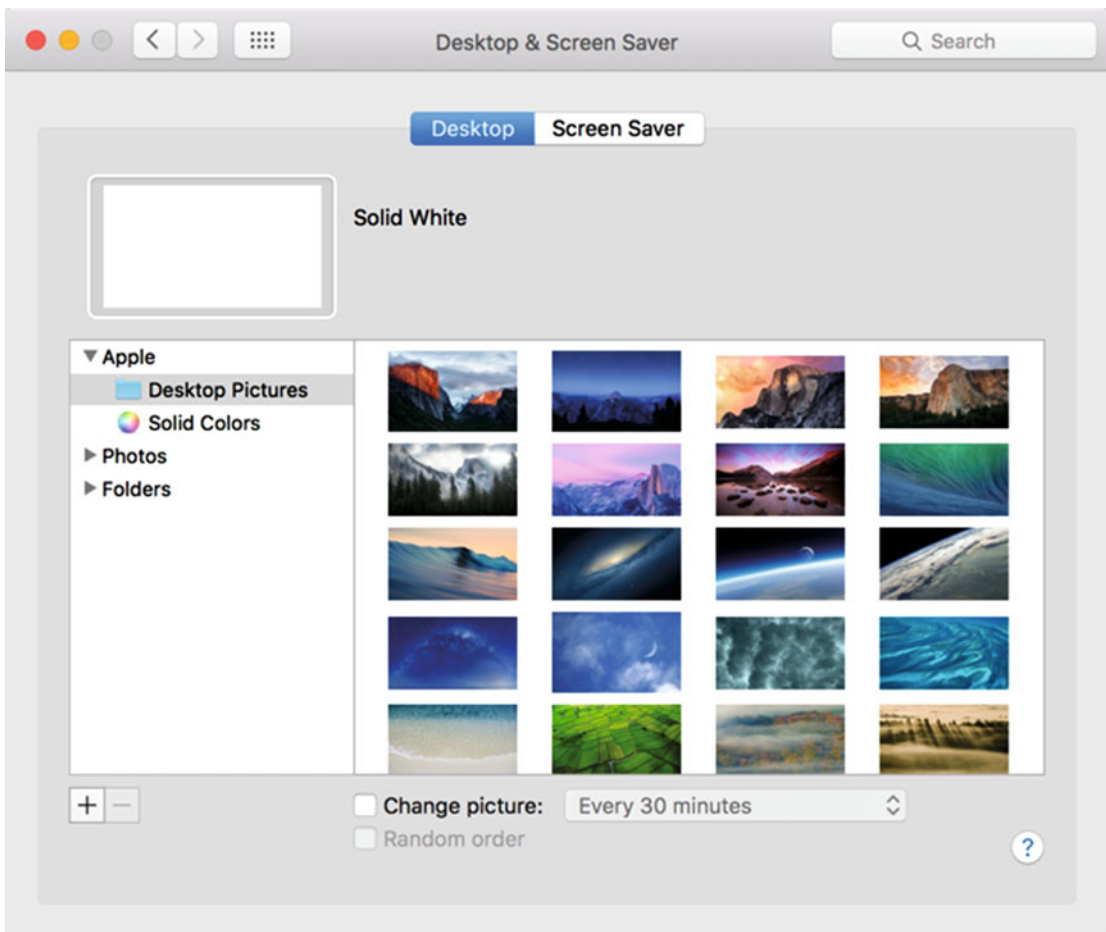 Desktop & Screen Saver
Search
Desktop
Screen Saver
Solid White
Apple
Desktop Pictures
Solid Colors
Photos
Folders
Change picture:
Every 30 minutes
Random order
?